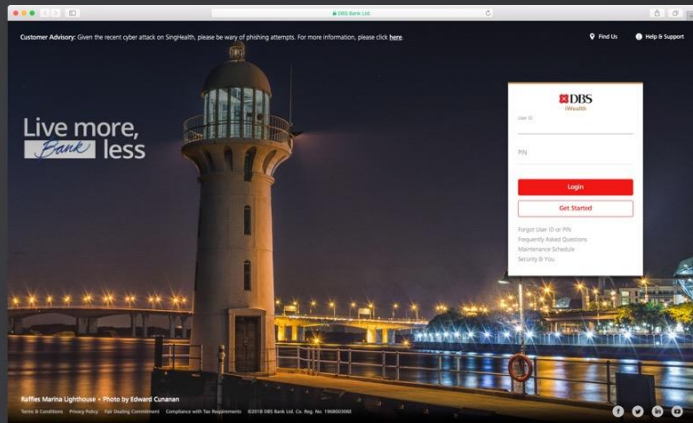 DBS Bank Ltd.
Customer Advisory: Given the recent cyber attack on SingHealth, please be wary of phishing attempts. For more information, please click here.
Find Us
Help & Support
Live more,
Bank less
DBS
iWealth
User ID
PIN
Login
Get Started
Forgot User ID or PIN
Frequently Asked Questions
Maintenance Schedule
Security & You
Raffles Marina Lighthouse • Photo by Edward Cunanan
Terms & Conditions Privacy Policy Fair Dealing Commitment Compliance with Tax Requirements ©2018 DBS Bank Ltd. Co. Reg. No.